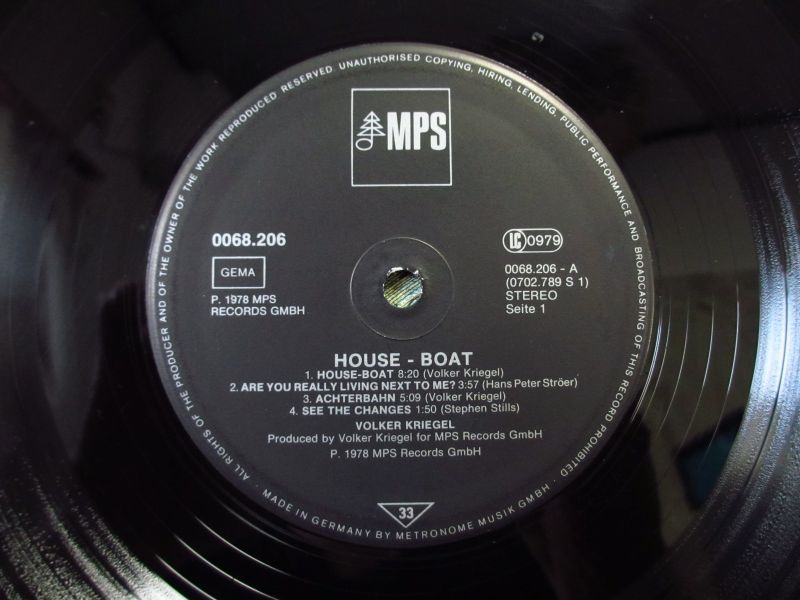 ALL RIGHTS OF THE PRODUCER AND OF THE OWNER OF THE WORK REPRODUCED RESERVED. UNAUTHORISED COPYING, HIRING, LENDING, PUBLIC PERFORMANCE AND BROADCASTING OF THIS RECORD PROHIBITED
MPS
0068.206
GEMA
P. 1978 MPS
RECORDS GMBH
LC 0979
0068.206 - A
(0702.789 S 1)
STEREO
Seite 1
HOUSE - BOAT
1. HOUSE-BOAT 8:20 (Volker Kriegel)
2. ARE YOU REALLY LIVING NEXT TO ME? 3:57 (Hans Peter Ströer)
3. ACHTERBAHN 5:09 (Volker Kriegel)
4. SEE THE CHANGES 1:50 (Stephen Stills)
VOLKER KRIEGEL
Produced by Volker Kriegel for MPS Records GmbH
P. 1978 MPS Records GmbH
33
· MADE IN GERMANY BY METRONOME MUSIK GMBH ·